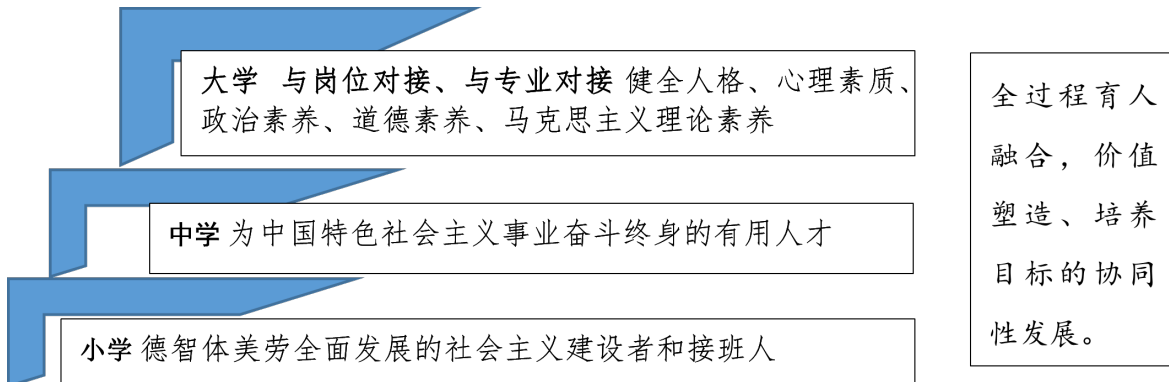 大学 与岗位对接、与专业对接 健全人格、心理素质、
政治素养、道德素养、马克思主义理论素养
中学 为中国特色社会主义事业奋斗终身的有用人才
小学 德智体美劳全面发展的社会主义建设者和接班人
全过程育人
融合，价值
塑造、培养
目标的协同
性发展。